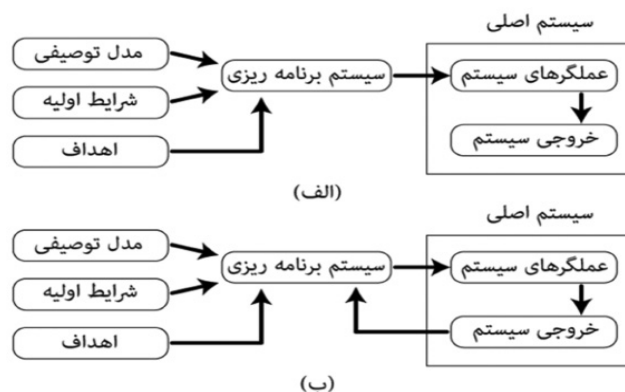 سیستم اصلی
مدل توصیفی
سیستم برنامه ریزی
عملگرهای سیستم
شرایط اولیه
خروجی سیستم
اهداف
(الف)
سیستم اصلی
مدل توصیفی
سیستم برنامه ریزی
عملگرهای سیستم
شرایط اولیه
خروجی سیستم
اهداف
(ب)